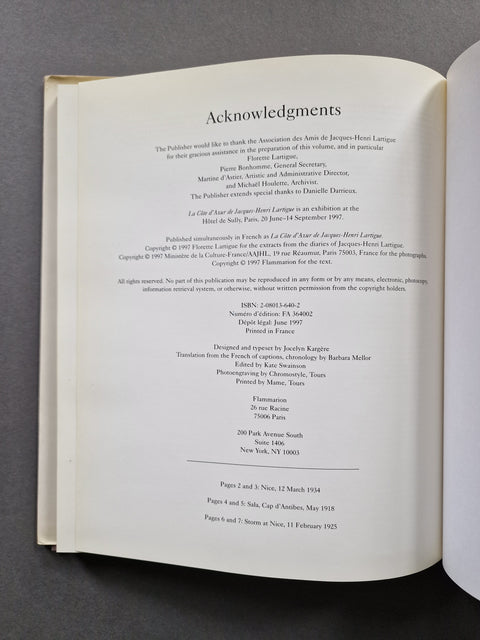 Acknowledgments
The Publisher would like to thank the Association des Amis de Jacques-Henri Lartigue
for their gracious assistance in the preparation of this volume, and in particular
Florette Lartigue,
Pierre Bonhomme, General Secretary,
Martine d'Astier, Artistic and Administrative Director,
and Michaël Houlette, Archivist.
The Publisher extends special thanks to Danielle Darrieux.
La Côte d'Azur de Jacques-Henri Lartigue is an exhibition at the
Hôtel de Sully, Paris, 20 June–14 September 1997.
Published simultaneously in French as La Côte d'Azur de Jacques-Henri Lartigue.
Copyright © 1997 Florette Lartigue for the extracts from the diaries of Jacques-Henri Lartigue.
Copyright © 1997 Ministère de la Culture-France/AAJHL, 19 rue Réaumur, Paris 75003, France for the photographs.
Copyright © 1997 Flammarion for the text.
All rights reserved. No part of this publication may be reproduced in any form or by any means, electronic, photocopy,
information retrieval system, or otherwise, without written permission from the copyright holders.
ISBN: 2-08013-640-2
Numéro d'édition: FA 364002
Dépôt légal: June 1997
Printed in France
Designed and typeset by Jocelyn Kargère
Translation from the French of captions, chronology by Barbara Mellor
Edited by Kate Swainson
Photoengraving by Chromostyle, Tours
Printed by Mame, Tours
Flammarion
26 rue Racine
75006 Paris
200 Park Avenue South
Suite 1406
New York, NY 10003
Pages 2 and 3: Nice, 12 March 1934
Pages 4 and 5: Sala, Cap d'Antibes, May 1918
Pages 6 and 7: Storm at Nice, 11 February 1925